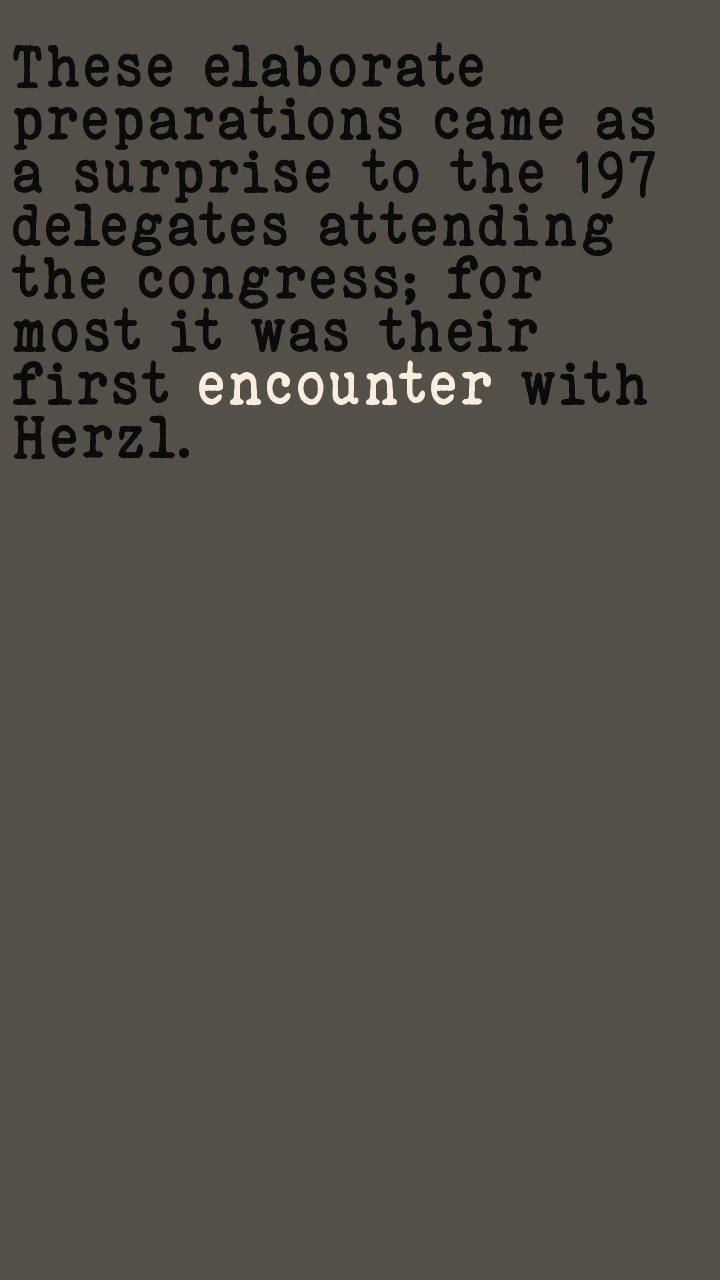 These elaborate
preparations came as
a surprise to the 197
delegates attending
the congress; for
most it was their
first encounter with
Herzl.